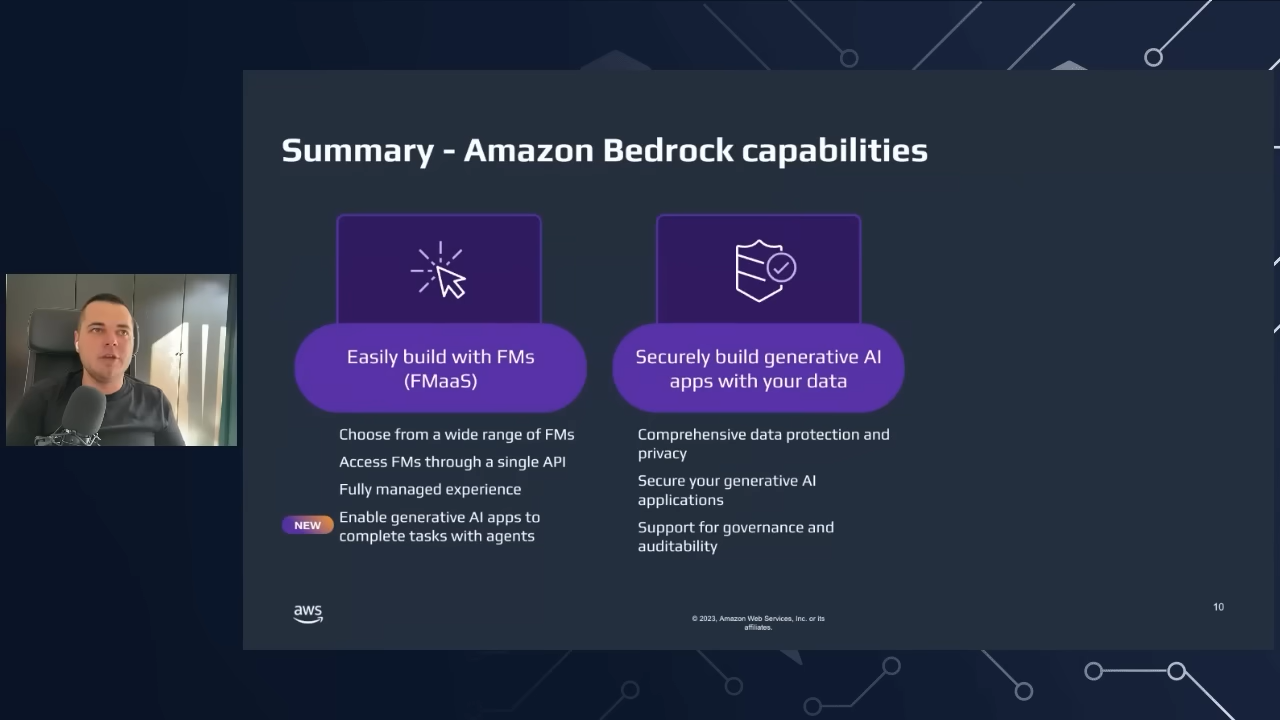 Summary - Amazon Bedrock capabilities
Easily build with FMs
(FMaaS)
Choose from a wide range of FMs
Access FMs through a single API
Fully managed experience
NEW
Enable generative AI apps to
complete tasks with agents
Securely build generative AI
apps with your data
Comprehensive data protection and
privacy
Secure your generative AI
applications
Support for governance and
auditability
aws
© 2023, Amazon Web Services, Inc. or its
affiliates.
10